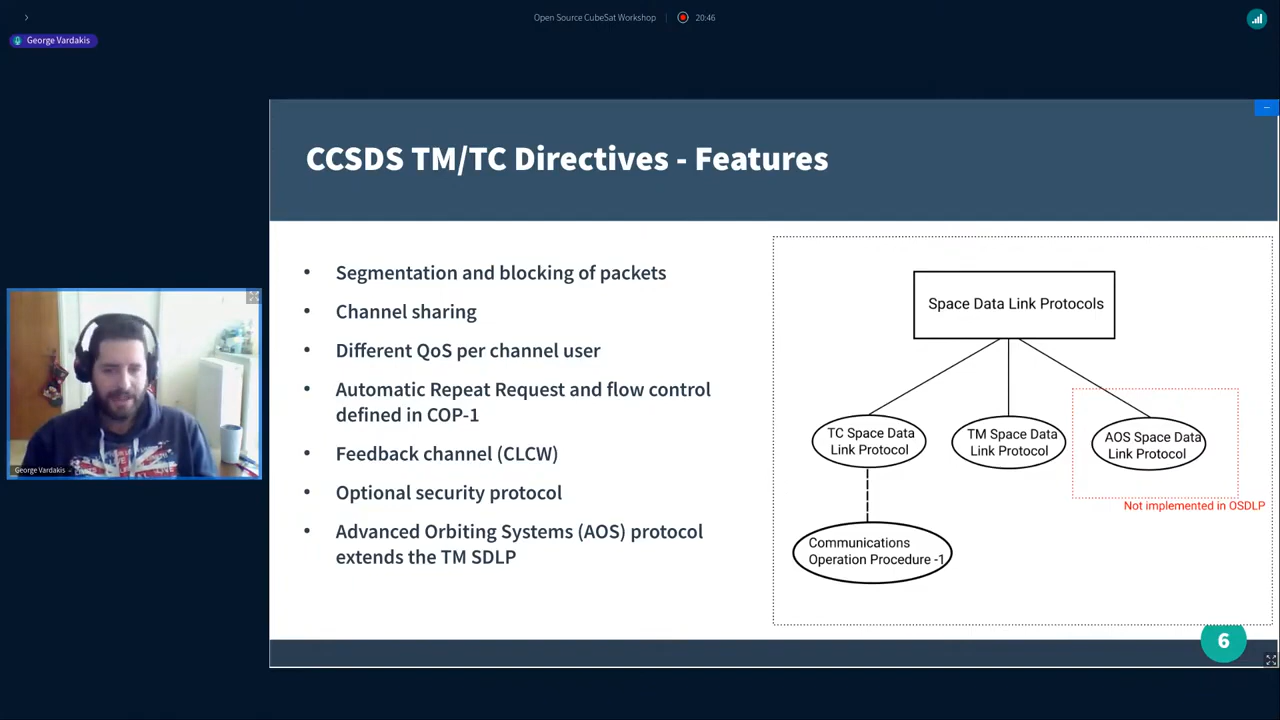 Open Source CubeSat Workshop
20:46
George Vardakis
CCSDS TM/TC Directives - Features
• Segmentation and blocking of packets
• Channel sharing
• Different QoS per channel user
• Automatic Repeat Request and flow control
defined in COP-1
• Feedback channel (CLCW)
• Optional security protocol
• Advanced Orbiting Systems (AOS) protocol
extends the TM SDLP
Space Data Link Protocols
TC Space Data
Link Protocol
TM Space Data
Link Protocol
AOS Space Data
Link Protocol
Not implemented in OSDLP
Communications
Operation Procedure -1
George Vardakis
6